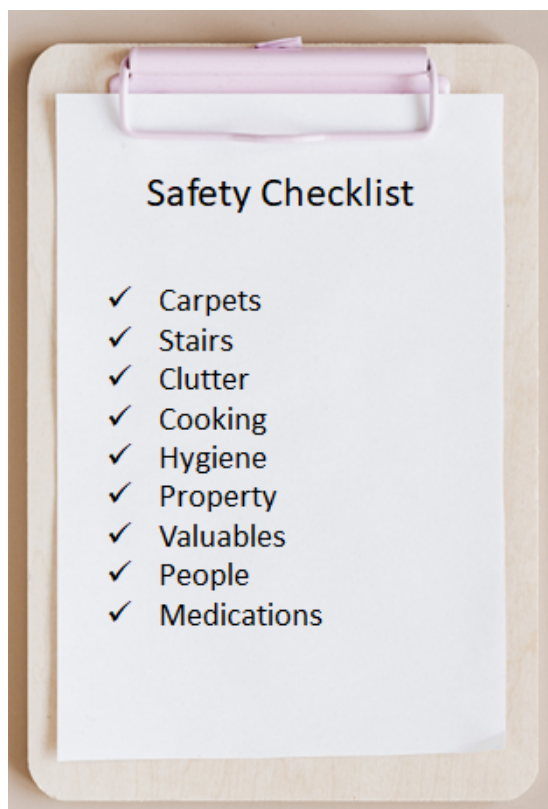 Safety Checklist
✓ Carpets
✓ Stairs
✓ Clutter
✓ Cooking
✓ Hygiene
✓ Property
✓ Valuables
✓ People
✓ Medications